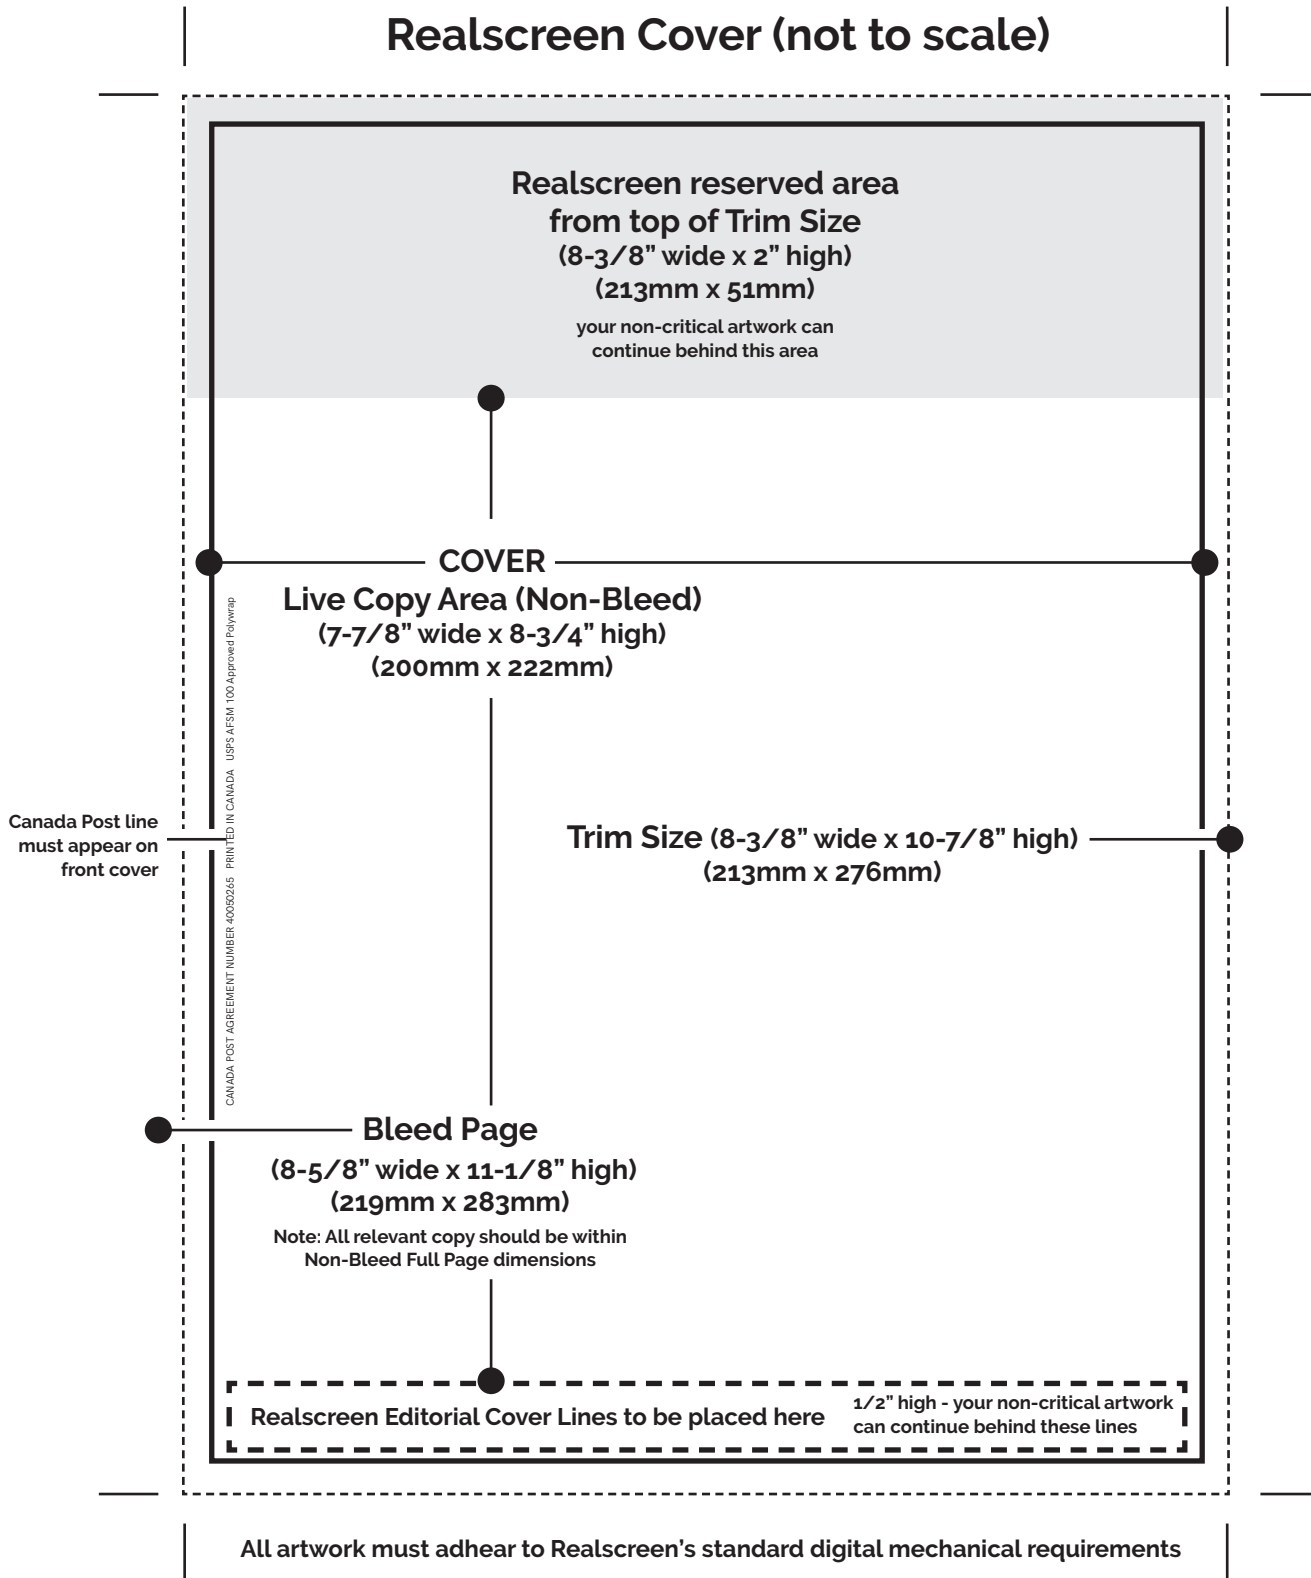 Realscreen Cover (not to scale)
Realscreen reserved area
from top of Trim Size
(8-3/8” wide x 2” high)
(213mm x 51mm)
your non-critical artwork can
continue behind this area
COVER
Live Copy Area (Non-Bleed)
(7-7/8” wide x 8-3/4” high)
(200mm x 222mm)
CANADA POST AGREEMENT NUMBER 40050265 PRINTED IN CANADA USPS AFSM 100 Approved Polywrap
Canada Post line
must appear on
front cover
Trim Size (8-3/8” wide x 10-7/8” high)
(213mm x 276mm)
Bleed Page
(8-5/8” wide x 11-1/8” high)
(219mm x 283mm)
Note: All relevant copy should be within
Non-Bleed Full Page dimensions
Realscreen Editorial Cover Lines to be placed here
1/2” high - your non-critical artwork
can continue behind these lines
All artwork must adhear to Realscreen’s standard digital mechanical requirements